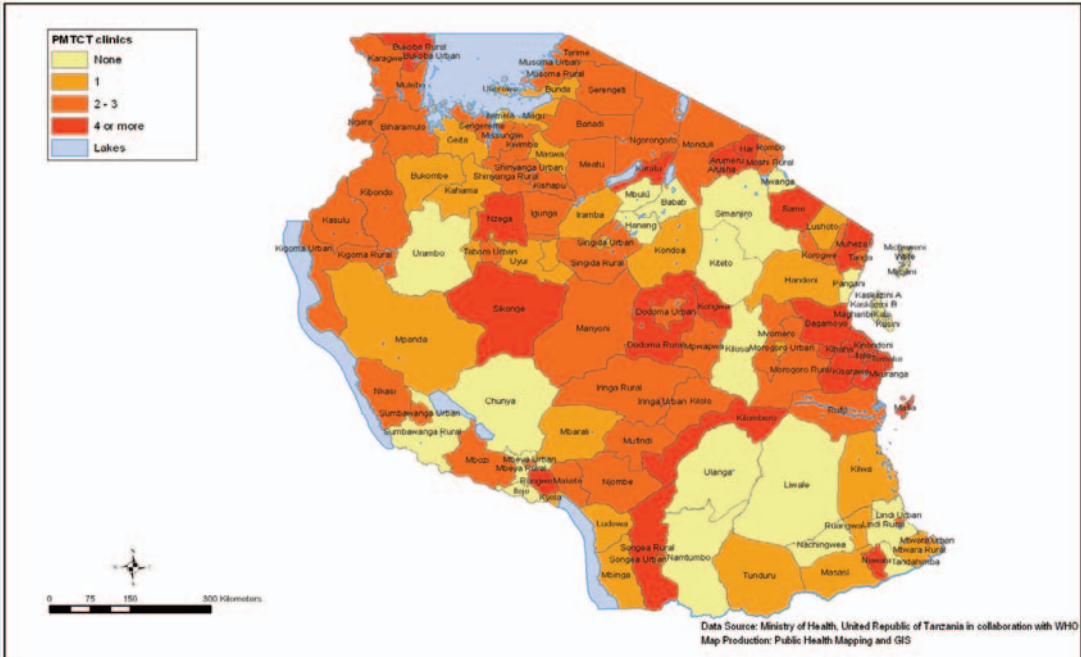 PMTCT clinics
None
1
2 - 3
4 or more
Lakes
Bukoba Rural
Bukoba Urban
Karagwe
Muleba
Tarime
Musoma Urban
Musoma Rural
Ukerewe
Bunda
Serengeti
Ngara
Biharamulo
Magu
Sengerema
Geita
Missungwi
Kwimba
Bariadi
Ngorongoro
Monduli
Hai
Rombo
Arumeru
Moshi Rural
Arusha
Maswa
Meatu
Karatu
Mwanga
Bukombe
Shinyanga Urban
Shinyanga Rural
Kishapu
Kahama
Kibondo
Mbulu
Babati
Simanjiro
Same
Kasulu
Nzega
Igunga
Iramba
Hanang
Lushoto
Kigoma Urban
Kigoma Rural
Urambo
Tabora Urban
Uyui
Singida Urban
Singida Rural
Kondoa
Kiteto
Korogwe
Muheza
Tanga
Micheweni
Wete
Mkoani
Handeni
Pangani
Kaskazini A
Kaskazini B
Magharibi
Kati
Kusini
Sikonge
Dodoma Urban
Kongwa
Manyoni
Mpanda
Dodoma Rural
Mpwapwa
Kilosa
Mvomero
Morogoro Urban
Bagamoyo
Kibaha
Kinondoni
Ilala
Temeke
Morogoro Rural
Kisarawe
Mkuranga
Nkasi
Chunya
Iringa Rural
Iringa Urban
Kilolo
Rufiji
Mafia
Sumbawanga Urban
Sumbawanga Rural
Mbarali
Mufindi
Kilombero
Mbozi
Mbeya Urban
Mbeya Rural
Rungwe
Makete
Ileje
Kyela
Njombe
Ulanga
Liwale
Kilwa
Ludewa
Songea Rural
Songea Urban
Namtumbo
Nachingwea
Ruangwa
Lindi Urban
Lindi Rural
Mtwara Urban
Mtwara Rural
Newala
Tandahimba
Mbinga
Tunduru
Masasi
0 75 150 300 Kilometers
Data Source: Ministry of Health, United Republic of Tanzania in collaboration with WHO
Map Production: Public Health Mapping and GIS